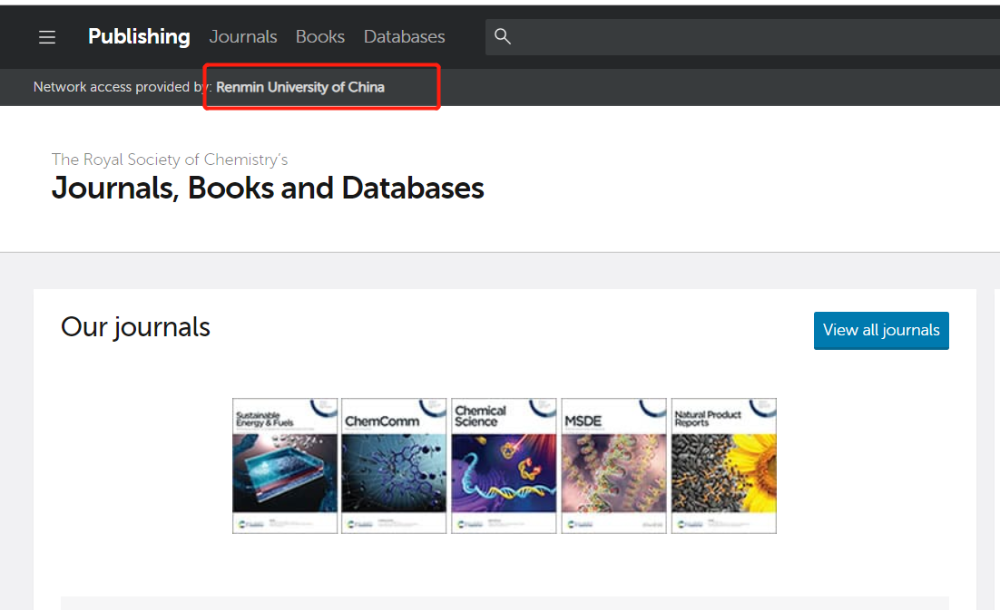 Publishing Journals Books Databases
Network access provided by: Renmin University of China
The Royal Society of Chemistry's
Journals, Books and Databases
Our journals
View all journals
Sustainable
Energy & Fuels
ChemComm
Chemical
Science
MSDE
Natural Product
Reports